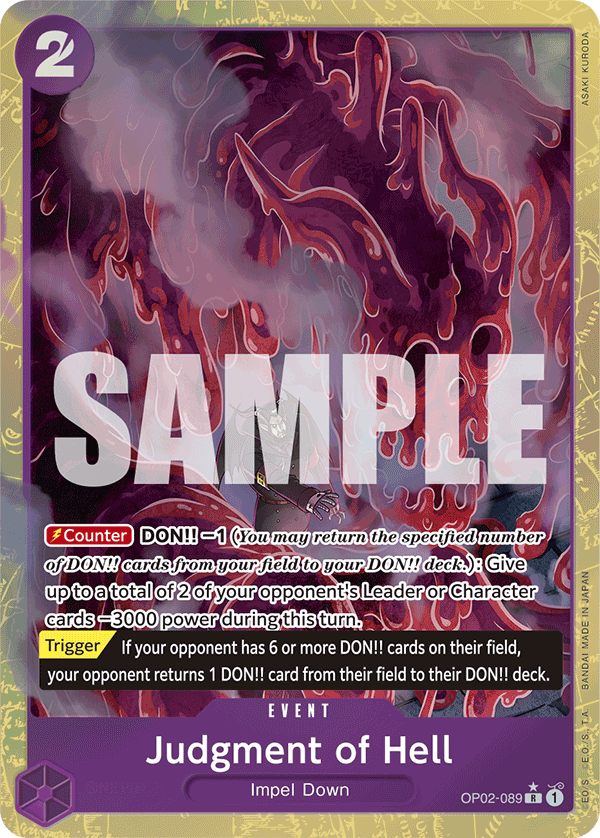 2
ASAKI KURODA
SAMPLE
Counter DON!! −1 (You may return the specified number
of DON!! cards from your field to your DON!! deck.): Give
up to a total of 2 of your opponent's Leader or Character
cards −3000 power during this turn.
Trigger If your opponent has 6 or more DON!! cards on their field,
your opponent returns 1 DON!! card from their field to their DON!! deck.
EVENT
Judgment of Hell
Impel Down
OP02-089 R 1
©E.O./S., T.A. BANDAI MADE IN JAPAN